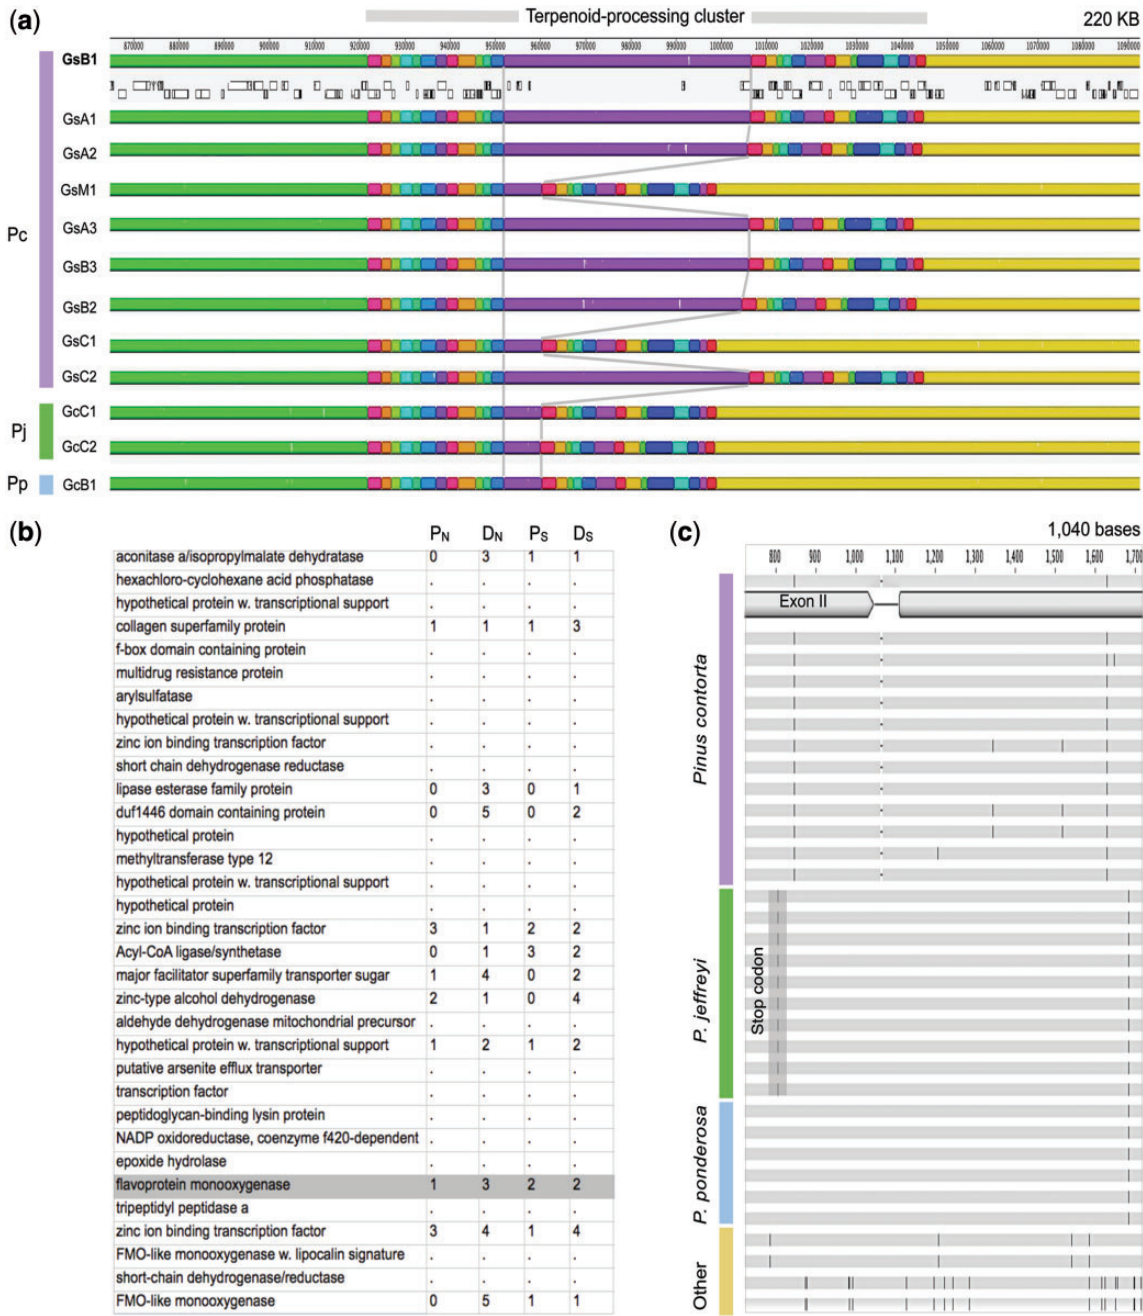 (a) Terpenoid-processing cluster 220 KB
870000 880000 890000 900000 910000 920000 930000 940000 950000 960000 970000 980000 990000 1000000 1010000 1020000 1030000 1040000 1050000 1060000 1070000 1080000 1090000
GsB1
GsA1
GsA2
GsM1
GsA3
Pc
GsB3
GsB2
GsC1
GsC2
GcC1
Pj
GcC2
Pp GcB1
(b) PN DN PS DS
aconitase a/isopropylmalate dehydratase 0 3 1 1
hexachloro-cyclohexane acid phosphatase . . . .
hypothetical protein w. transcriptional support . . . .
collagen superfamily protein 1 1 1 3
f-box domain containing protein . . . .
multidrug resistance protein . . . .
arylsulfatase . . . .
hypothetical protein w. transcriptional support . . . .
zinc ion binding transcription factor . . . .
short chain dehydrogenase reductase . . . .
lipase esterase family protein 0 3 0 1
duf1446 domain containing protein 0 5 0 2
hypothetical protein . . . .
methyltransferase type 12 . . . .
hypothetical protein w. transcriptional support . . . .
hypothetical protein . . . .
zinc ion binding transcription factor 3 1 2 2
Acyl-CoA ligase/synthetase 0 1 3 2
major facilitator superfamily transporter sugar 1 4 0 2
zinc-type alcohol dehydrogenase 2 1 0 4
aldehyde dehydrogenase mitochondrial precursor . . . .
hypothetical protein w. transcriptional support 1 2 1 2
putative arsenite efflux transporter . . . .
transcription factor . . . .
peptidoglycan-binding lysin protein . . . .
NADP oxidoreductase, coenzyme f420-dependent . . . .
epoxide hydrolase . . . .
flavoprotein monooxygenase 1 3 2 2
tripeptidyl peptidase a . . . .
zinc ion binding transcription factor 3 4 1 4
FMO-like monooxygenase w. lipocalin signature . . . .
short-chain dehydrogenase/reductase . . . .
FMO-like monooxygenase 0 5 1 1
(c) 1,040 bases
800 900 1,000 1,100 1,200 1,300 1,400 1,500 1,600 1,700
Exon II
Pinus contorta
P. jeffreyi
Stop codon
P. ponderosa
Other